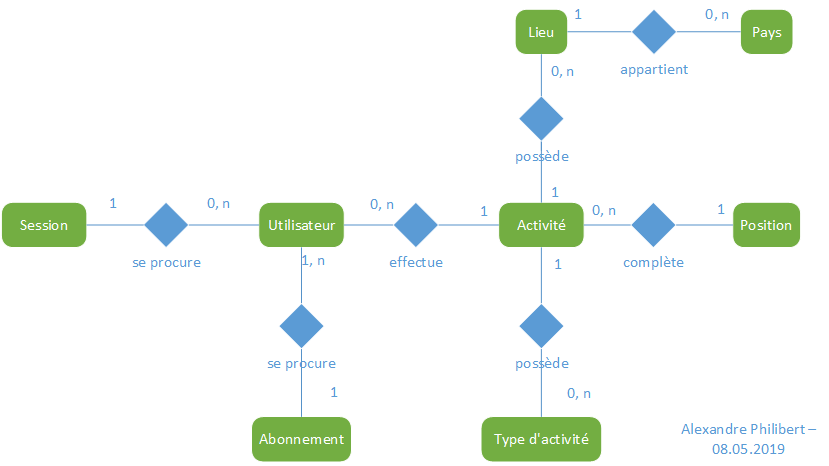 Lieu
1
0, n
Pays
appartient
0, n
possède
1
Session
1
0, n
se procure
Utilisateur
0, n
1
effectue
Activité
0, n
1
complète
Position
1, n
se procure
1
Abonnement
1
possède
0, n
Type d'activité
Alexandre Philibert –
08.05.2019